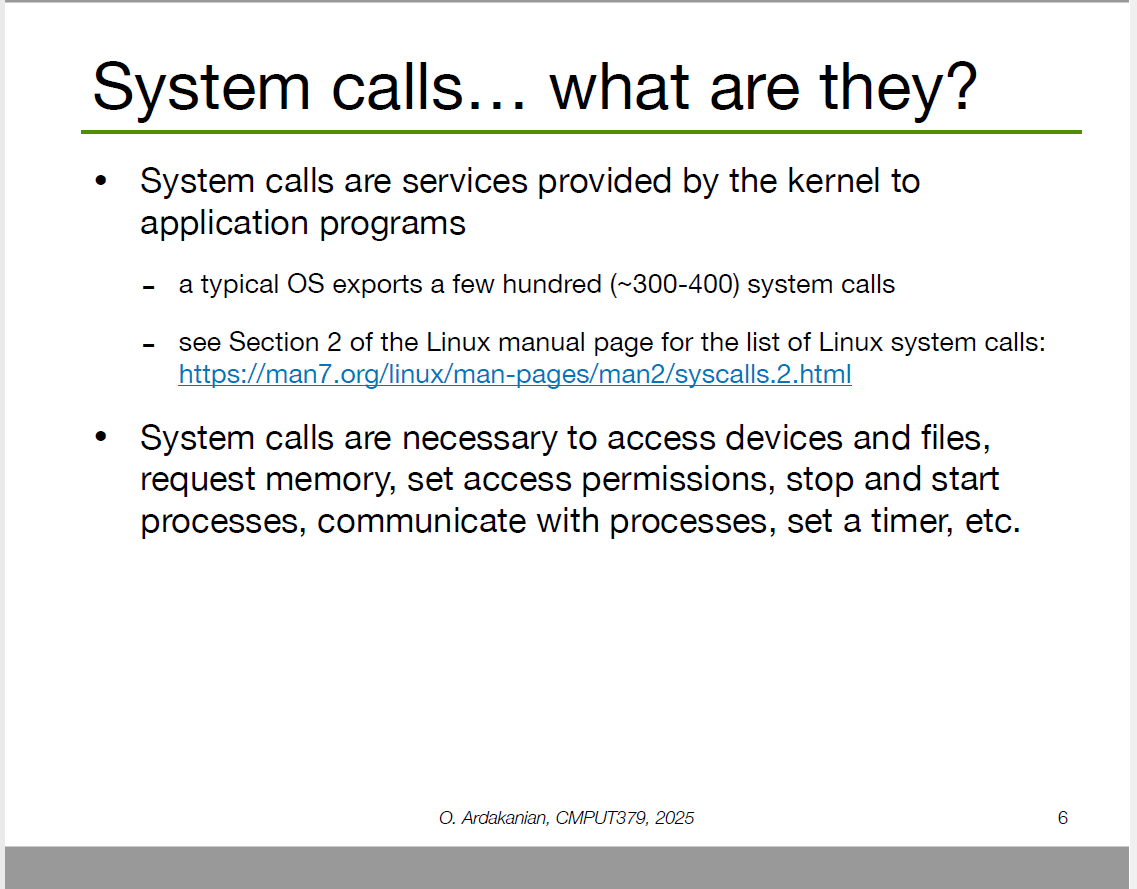 System calls… what are they?
• System calls are services provided by the kernel to
application programs
- a typical OS exports a few hundred (~300-400) system calls
- see Section 2 of the Linux manual page for the list of Linux system calls:
https://man7.org/linux/man-pages/man2/syscalls.2.html
• System calls are necessary to access devices and files,
request memory, set access permissions, stop and start
processes, communicate with processes, set a timer, etc.
O. Ardakanian, CMPUT379, 2025
6